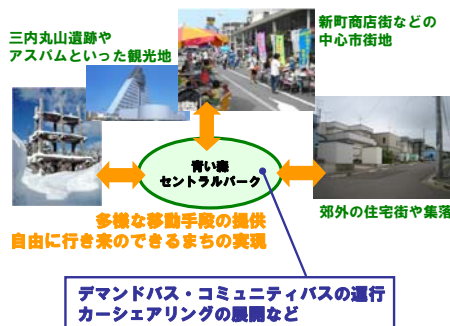 三内丸山遺跡や
アスパムといった観光地
新町商店街などの
中心市街地
青い森
セントラルパーク
郊外の住宅街や集落
多様な移動手段の提供
自由に行き来のできるまちの実現
デマンドバス・コミュニティバスの運行
カーシェアリングの展開など